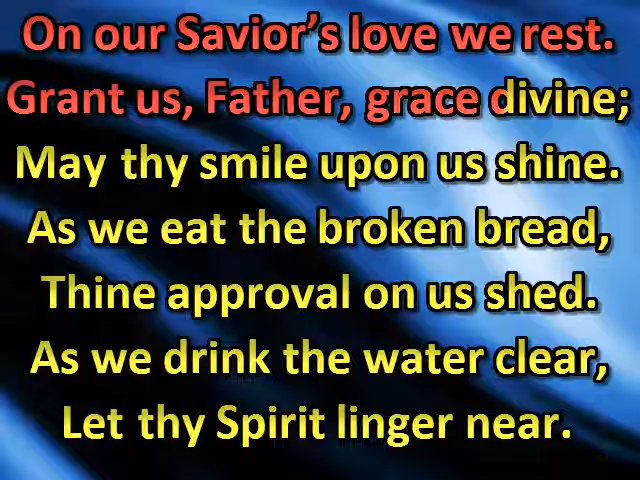 On our Savior's love we rest.
Grant us, Father, grace divine;
May thy smile upon us shine.
As we eat the broken bread,
Thine approval on us shed.
As we drink the water clear,
Let thy Spirit linger near.